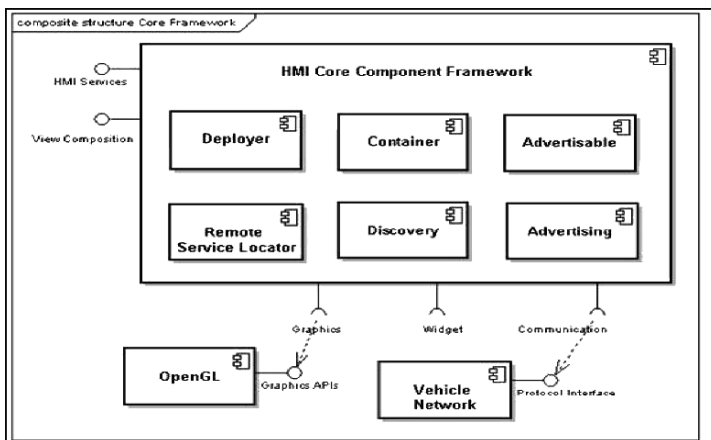 composite structure Core Framework
HMI Core Component Framework
HMI Services
View Composition
Deployer
Container
Advertisable
Remote
Service Locator
Discovery
Advertising
Graphics
Widget
Communication
OpenGL
Graphics APIs
Vehicle
Network
Protocol Interface